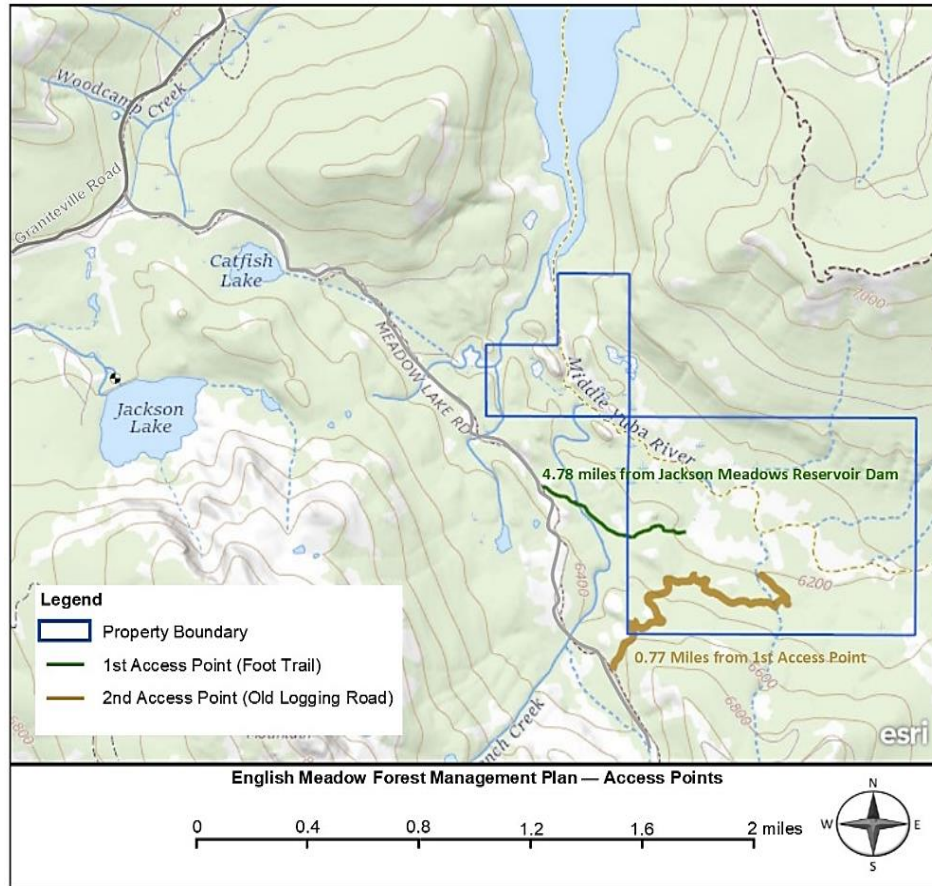 Woodcamp
Creek
Graniteville Road
Catfish
Lake
MEADOW LAKE RD
7000
Jackson
Lake
Middle Yuba River
4.78 miles from Jackson Meadows Reservoir Dam
6400
6200
Legend
Property Boundary
1st Access Point (Foot Trail)
2nd Access Point (Old Logging Road)
0.77 Miles from 1st Access Point
6600
6800
6800
nch Creek
esri
English Meadow Forest Management Plan — Access Points
0 0.4 0.8 1.2 1.6 2 miles
N
W E
S